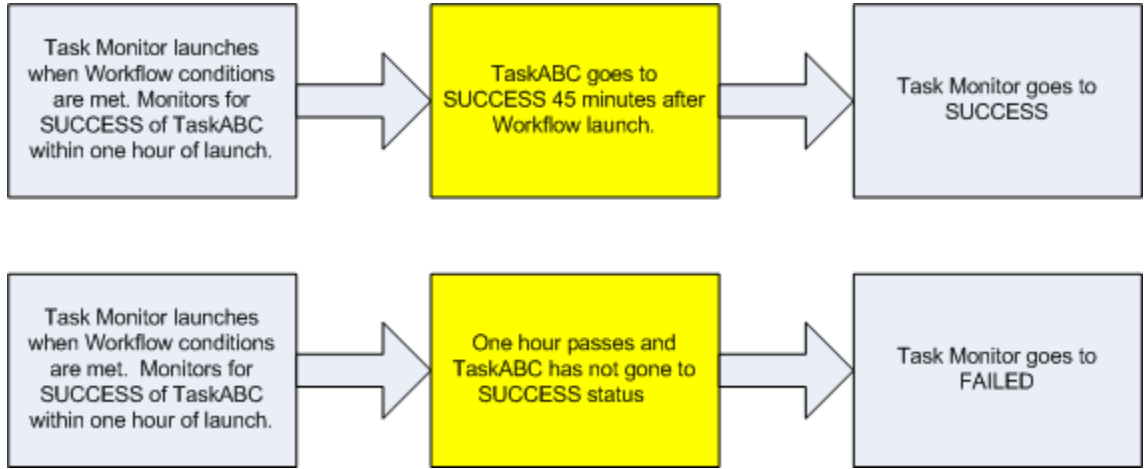 Task Monitor launches
when Workflow conditions
are met. Monitors for
SUCCESS of TaskABC
within one hour of launch.
TaskABC goes to
SUCCESS 45 minutes after
Workflow launch.
Task Monitor goes to
SUCCESS
Task Monitor launches
when Workflow conditions
are met.  Monitors for
SUCCESS of TaskABC
within one hour of launch.
One hour passes and
TaskABC has not gone to
SUCCESS status
Task Monitor goes to
FAILED